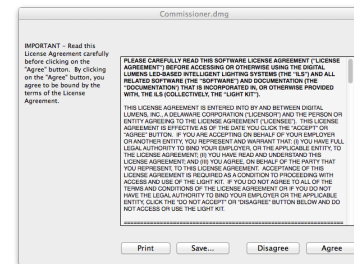 Commissioner.dmg
IMPORTANT - Read this
License Agreement carefully
before clicking on the
"Agree" button. By clicking
on the "Agree" button, you
agree to be bound by the
terms of the License
Agreement.
PLEASE CAREFULLY READ THIS SOFTWARE LICENSE AGREEMENT ("LICENSE
AGREEMENT") BEFORE ACCESSING OR OTHERWISE USING THE DIGITAL
LUMENS LED-BASED INTELLIGENT LIGHTING SYSTEMS (THE "ILS") AND ALL
RELATED SOFTWARE (THE "SOFTWARE") AND DOCUMENTATION (THE
"DOCUMENTATION") THAT IS INCORPORATED IN, OR OTHERWISE PROVIDED
WITH, THE ILS (COLLECTIVELY, THE "LIGHT KIT").
THIS LICENSE AGREEMENT IS ENTERED INTO BY AND BETWEEN DIGITAL
LUMENS, INC., A DELAWARE CORPORATION ("LICENSOR") AND THE PERSON OR
ENTITY AGREEING TO THE LICENSE AGREEMENT ("LICENSEE"). THIS LICENSE
AGREEMENT IS EFFECTIVE AS OF THE DATE YOU CLICK THE "ACCEPT" OR
"AGREE" BUTTON. IF YOU ARE ACCEPTING ON BEHALF OF YOUR EMPLOYER
OR ANOTHER ENTITY, YOU REPRESENT AND WARRANT THAT: (I) YOU HAVE FULL
LEGAL AUTHORITY TO BIND YOUR EMPLOYER, OR THE APPLICABLE ENTITY, TO
THE LICENSE AGREEMENT; (II) YOU HAVE READ AND UNDERSTAND THIS
LICENSE AGREEMENT; AND (III) YOU AGREE, ON BEHALF OF THE PARTY THAT
YOU REPRESENT, TO THIS LICENSE AGREEMENT. ACCEPTANCE OF THIS
LICENSE AGREEMENT IS REQUIRED AS A CONDITION TO PROCEEDING WITH
ACCESS AND USE OF THE LIGHT KIT. IF YOU DO NOT AGREE TO ALL OF THE
TERMS AND CONDITIONS OF THE LICENSE AGREEMENT OR IF YOU DO NOT
HAVE THE LEGAL AUTHORITY TO BIND YOUR EMPLOYER OR THE APPLICABLE
ENTITY, CLICK THE "DO NOT ACCEPT" OR "DISAGREE" BUTTON BELOW AND DO
NOT ACCESS OR USE THE LIGHT KIT.
Print Save... Disagree Agree